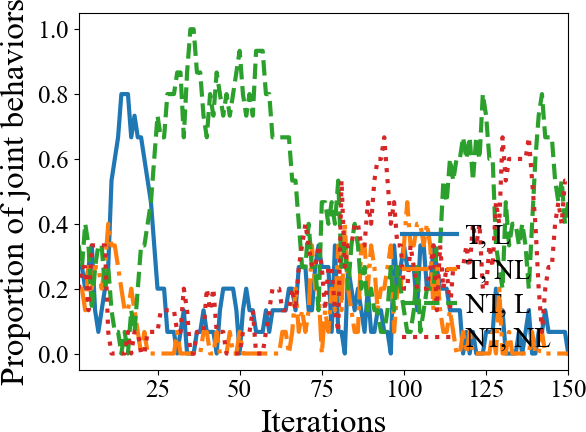 Proportion of joint behaviors
1.0
0.8
0.6
0.4
0.2
0.0
T, L
T, NL
NT, L
NT, NL
25
50
75
100
125
150
Iterations